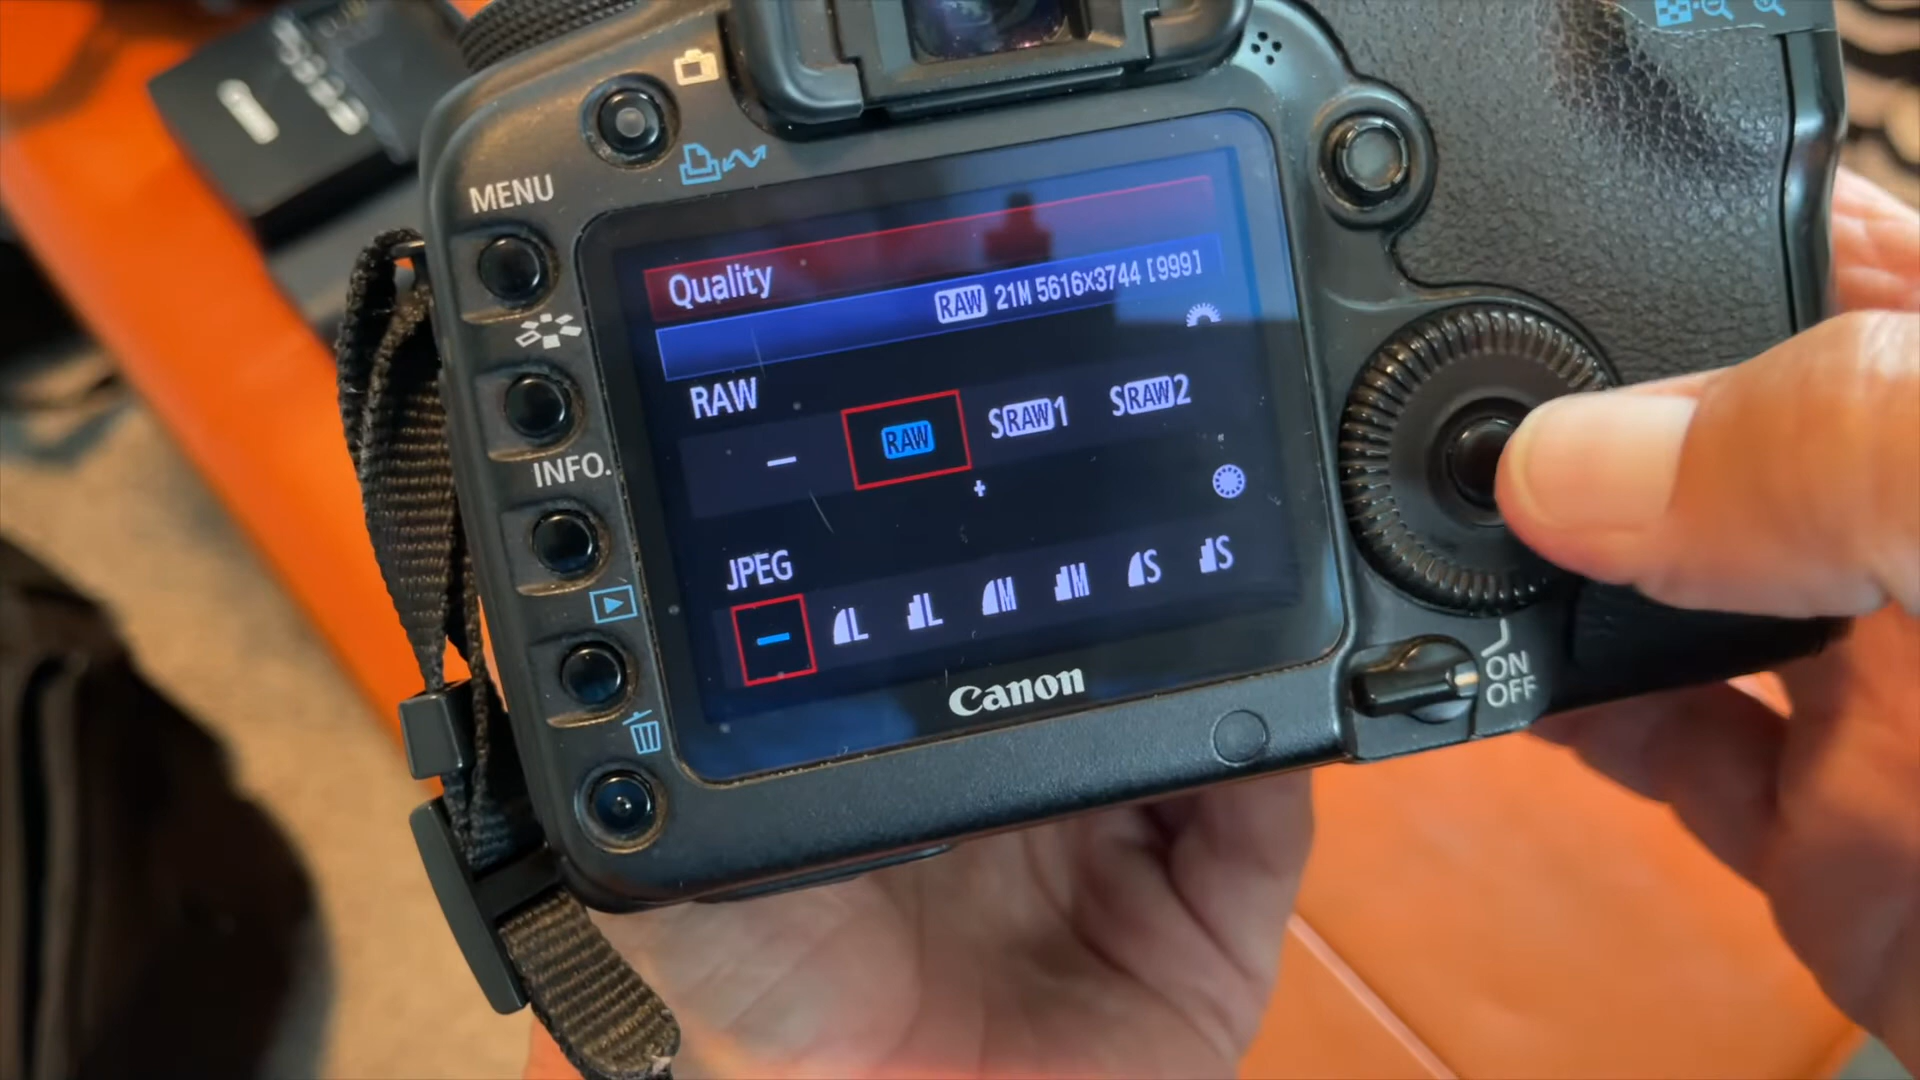 MENU
Quality
RAW 21M 5616x3744 [999]
RAW
— RAW SRAW1 SRAW2
+
INFO.
JPEG
— L L M M S S
Canon
ON
OFF